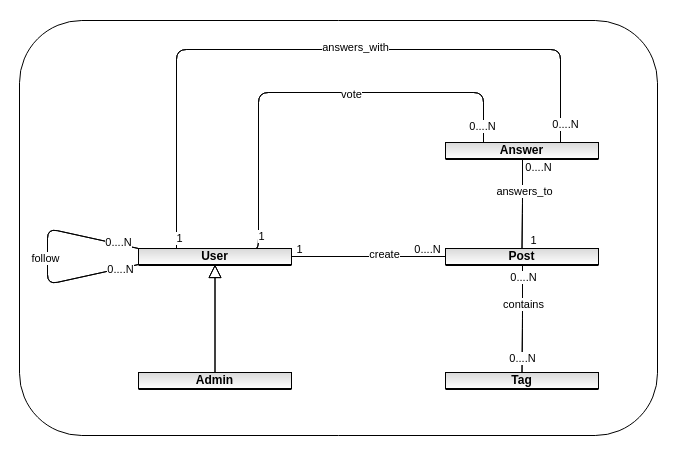 answers_with
vote
0....N
0....N
Answer
0....N
answers_to
1
1
1
0....N
User
1
create
0....N
Post
follow
0....N
0....N
contains
0....N
Admin
Tag